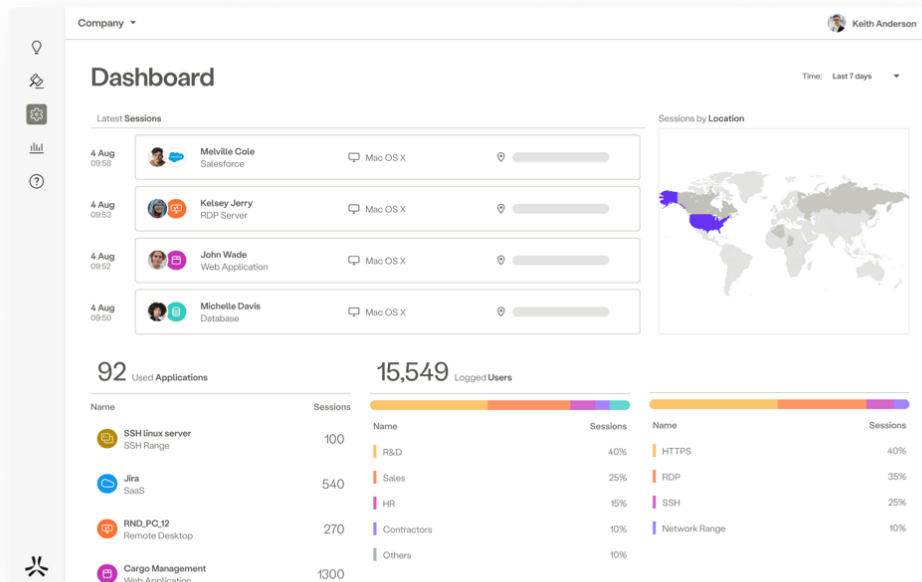 Company
Keith Anderson
Dashboard
Time: Last 7 days
Latest Sessions
4 Aug
09:58
Melville Cole
Salesforce
Mac OS X
4 Aug
09:53
Kelsey Jerry
RDP Server
Mac OS X
4 Aug
09:52
John Wade
Web Application
Mac OS X
4 Aug
09:50
Michelle Davis
Database
Mac OS X
Sessions by Location
92 Used Applications
Name Sessions
SSH linux server
SSH Range
100
Jira
SaaS
540
RND_PC_12
Remote Desktop
270
Cargo Management
Web Application
1300
15,549 Logged Users
Name Sessions
R&D 40%
Sales 25%
HR 15%
Contractors 10%
Others 10%
Name Sessions
HTTPS 40%
RDP 35%
SSH 25%
Network Range 10%